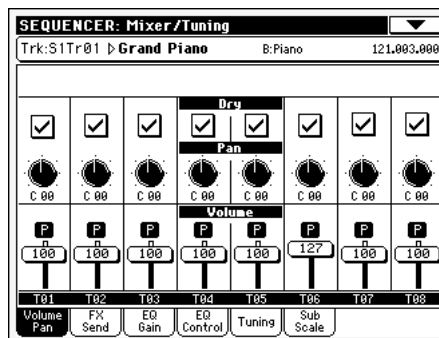 SEQUENCER: Mixer/Tuning
Trk:S1Tr01 Grand Piano B:Piano 121.003.000
Dry
Pan
C 00 C 00 C 00 C 00 C 00 C 00 C 00 C 00
Volume
P P P P P P P P
100 100 100 100 100 127 100 100
T01 T02 T03 T04 T05 T06 T07 T08
Volume Pan FX Send EQ Gain EQ Control Tuning Sub Scale